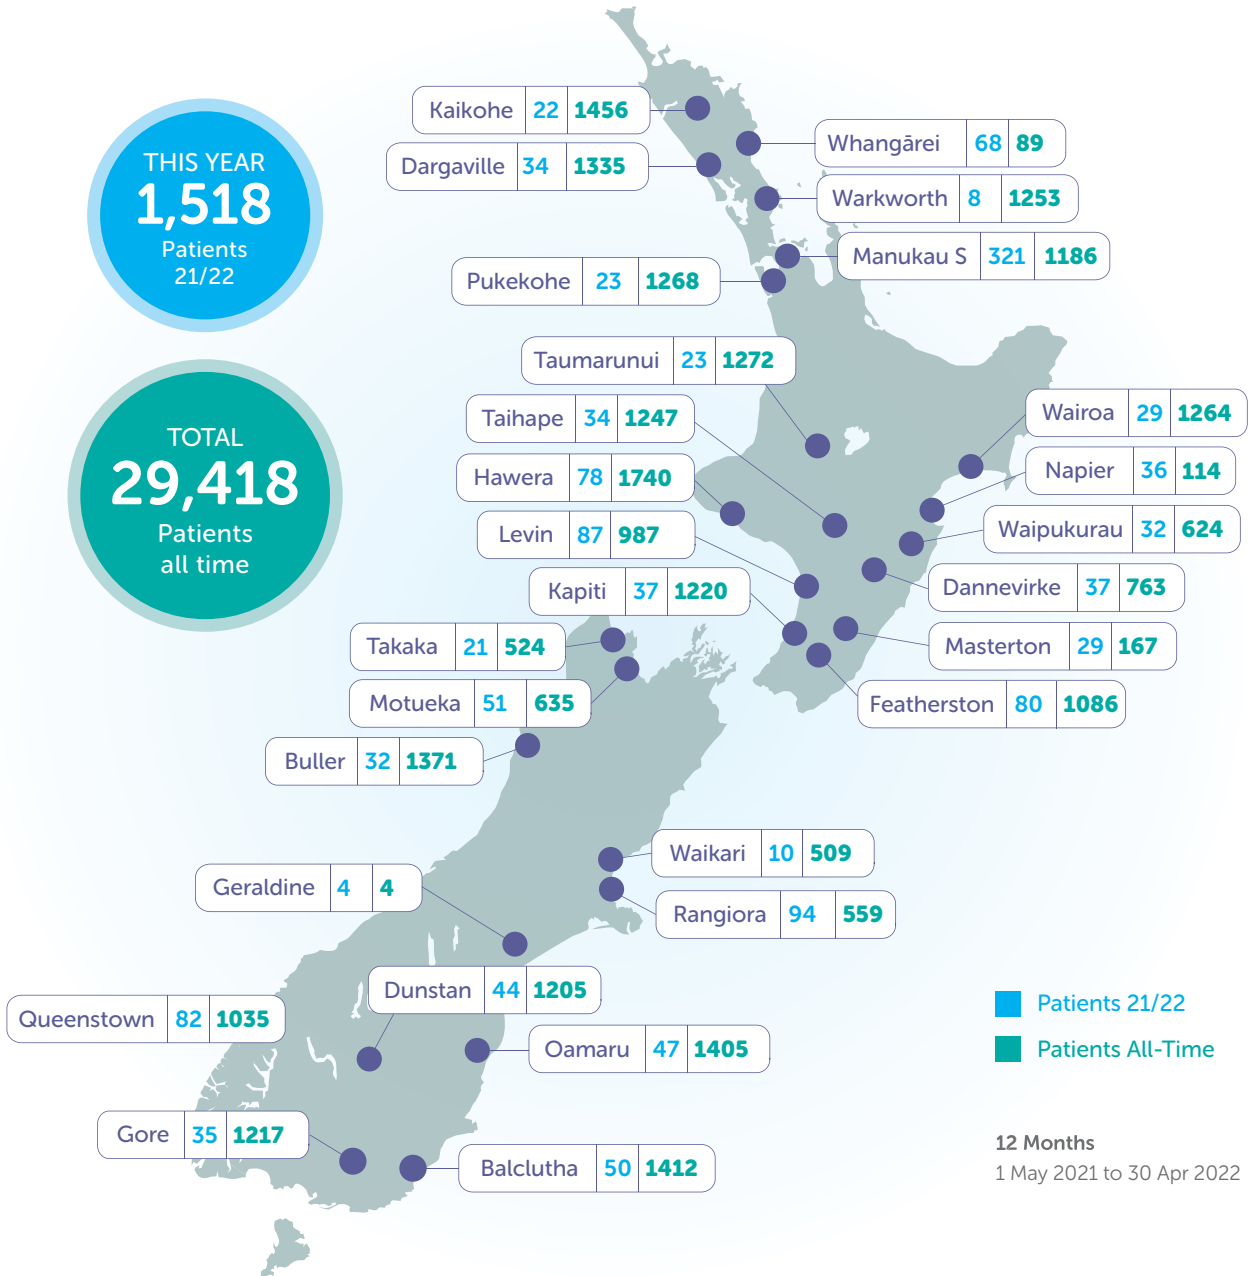 THIS YEAR
1,518
Patients
21/22
TOTAL
29,418
Patients
all time
Kaikohe 22 1456
Dargaville 34 1335
Whangārei 68 89
Warkworth 8 1253
Manukau S 321 1186
Pukekohe 23 1268
Taumarunui 23 1272
Taihape 34 1247
Hawera 78 1740
Levin 87 987
Kapiti 37 1220
Wairoa 29 1264
Napier 36 114
Waipukurau 32 624
Dannevirke 37 763
Masterton 29 167
Featherston 80 1086
Takaka 21 524
Motueka 51 635
Buller 32 1371
Waikari 10 509
Rangiora 94 559
Geraldine 4 4
Dunstan 44 1205
Queenstown 82 1035
Oamaru 47 1405
Gore 35 1217
Balclutha 50 1412
Patients 21/22
Patients All-Time
12 Months
1 May 2021 to 30 Apr 2022